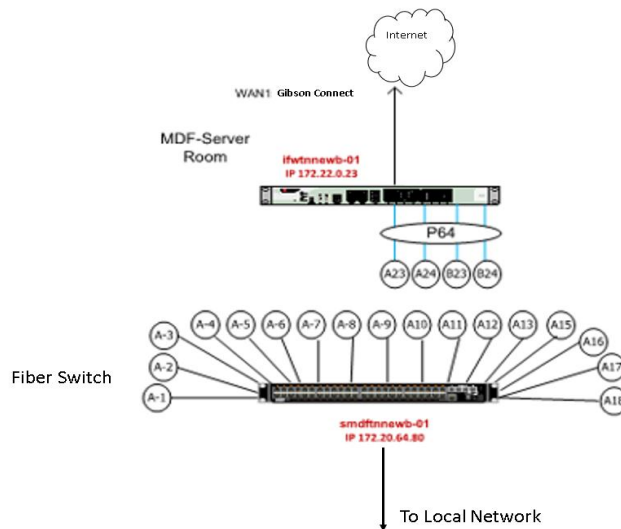 Internet
WAN1 Gibson Connect
MDF-Server
Room
ifwtnnewb-01
IP 172.22.0.23
P64
A23 A24 B23 B24
A-1
A-2
A-3
A-4
A-5
A-6
A-7
A-8
A-9
A10
A11
A12
A13
A15
A16
A17
A18
Fiber Switch
smdftnnewb-01
IP 172.20.64.80
To Local Network